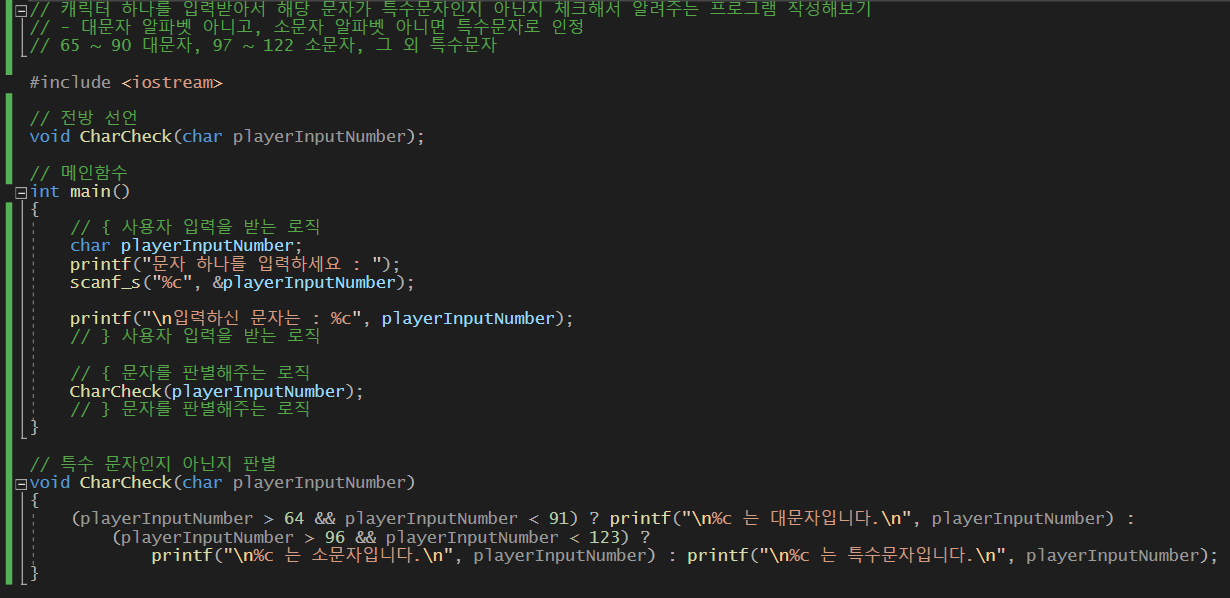 // 캐릭터 하나를 입력받아서 해당 문자가 특수문자인지 아닌지 체크해서 알려주는 프로그램 작성해보기
// - 대문자 알파벳 아니고, 소문자 알파벳 아니면 특수문자로 인정
// 65 ~ 90 대문자, 97 ~ 122 소문자, 그 외 특수문자
#include <iostream>
// 전방 선언
void CharCheck(char playerInputNumber);
// 메인함수
int main()
{
// { 사용자 입력을 받는 로직
char playerInputNumber;
printf("문자 하나를 입력하세요 : ");
scanf_s("%c", &playerInputNumber);
printf("\n입력하신 문자는 : %c", playerInputNumber);
// } 사용자 입력을 받는 로직
// { 문자를 판별해주는 로직
CharCheck(playerInputNumber);
// } 문자를 판별해주는 로직
}
// 특수 문자인지 아닌지 판별
void CharCheck(char playerInputNumber)
{
(playerInputNumber > 64 && playerInputNumber < 91) ? printf("\n%c 는 대문자입니다.\n", playerInputNumber) :
(playerInputNumber > 96 && playerInputNumber < 123) ?
printf("\n%c 는 소문자입니다.\n", playerInputNumber) : printf("\n%c 는 특수문자입니다.\n", playerInputNumber);
}